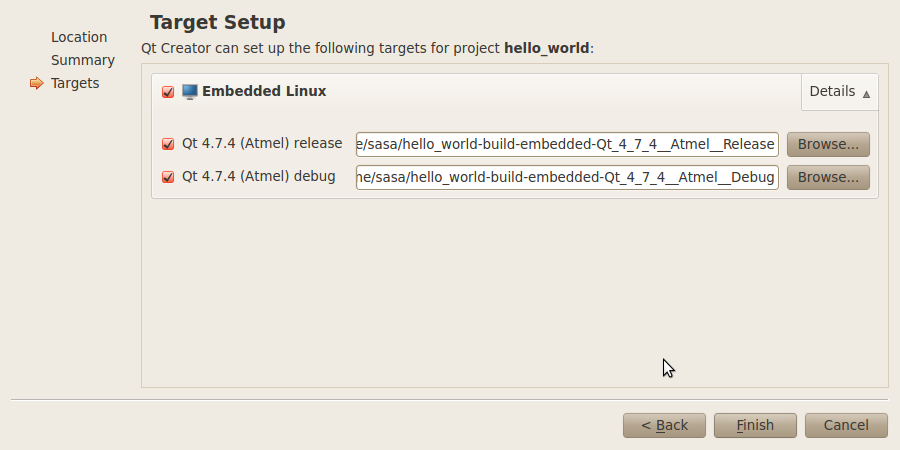 Target Setup
Location
Summary
Targets
Qt Creator can set up the following targets for project hello_world:
Embedded Linux
Details
Qt 4.7.4 (Atmel) release
e/sasa/hello_world-build-embedded-Qt_4_7_4__Atmel__Release
Browse...
Qt 4.7.4 (Atmel) debug
ne/sasa/hello_world-build-embedded-Qt_4_7_4__Atmel__Debug
Browse...
< Back
Finish
Cancel